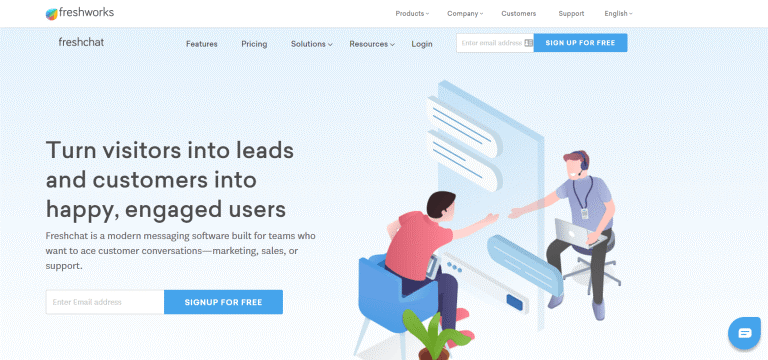 freshworks
Products
Company
Customers
Support
English
freshchat
Features
Pricing
Solutions
Resources
Login
Enter email address
SIGN UP FOR FREE
Turn visitors into leads
and customers into
happy, engaged users
Freshchat is a modern messaging software built for teams who
want to ace customer conversations—marketing, sales, or
support.
Enter Email address
SIGNUP FOR FREE